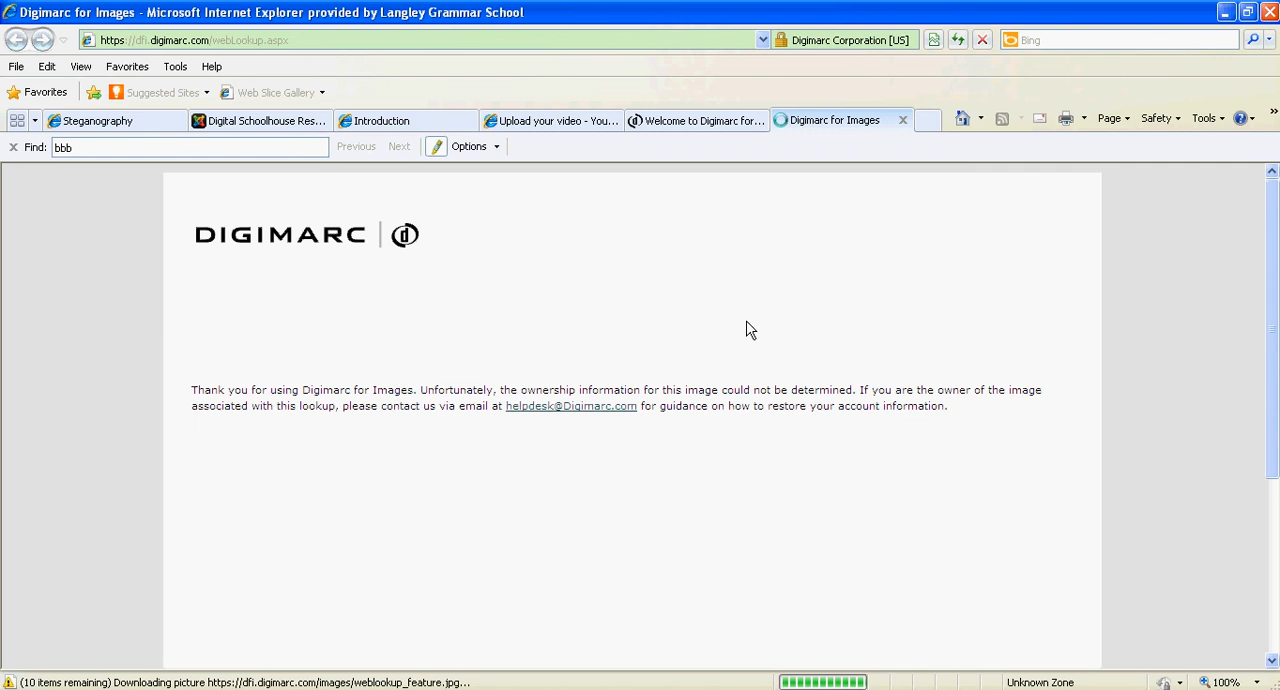 Digimarc for Images - Microsoft Internet Explorer provided by Langley Grammar School
https://dfi.digimarc.com/webLookup.aspx
Digimarc Corporation [US]
Bing
File Edit View Favorites Tools Help
Favorites Suggested Sites Web Slice Gallery
Steganography
Digital Schoolhouse Res...
Introduction
Upload your video - You...
Welcome to Digimarc for...
Digimarc for Images
Page Safety Tools »
x Find: bbb Previous Next Options
DIGIMARC d
Thank you for using Digimarc for Images. Unfortunately, the ownership information for this image could not be determined. If you are the owner of the image
associated with this lookup, please contact us via email at helpdesk@Digimarc.com for guidance on how to restore your account information.
(10 items remaining) Downloading picture https://dfi.digimarc.com/images/weblookup_feature.jpg...
Unknown Zone
100%